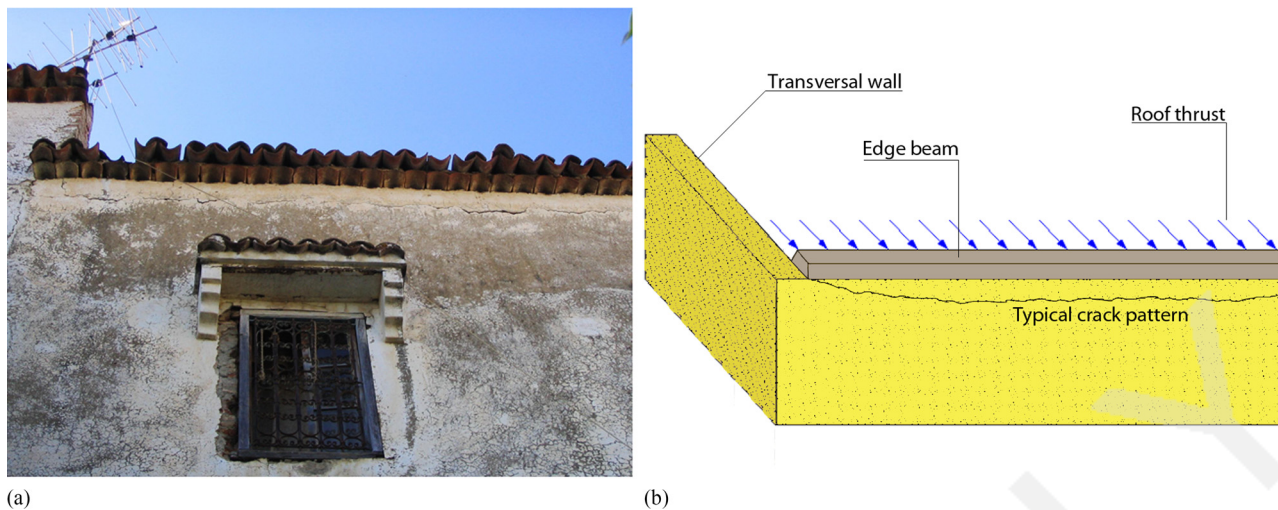 Transversal wall
Roof thrust
Edge beam
Typical crack pattern
(a)
(b)